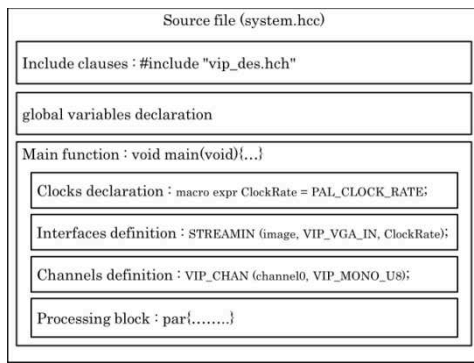 Source file (system.hcc)
Include clauses : #include "vip_des.hch"
global variables declaration
Main function : void main(void){...}
Clocks declaration : macro expr ClockRate = PAL_CLOCK_RATE;
Interfaces definition : STREAMIN (image, VIP_VGA_IN, ClockRate);
Channels definition : VIP_CHAN (channel0, VIP_MONO_U8);
Processing block : par{........}